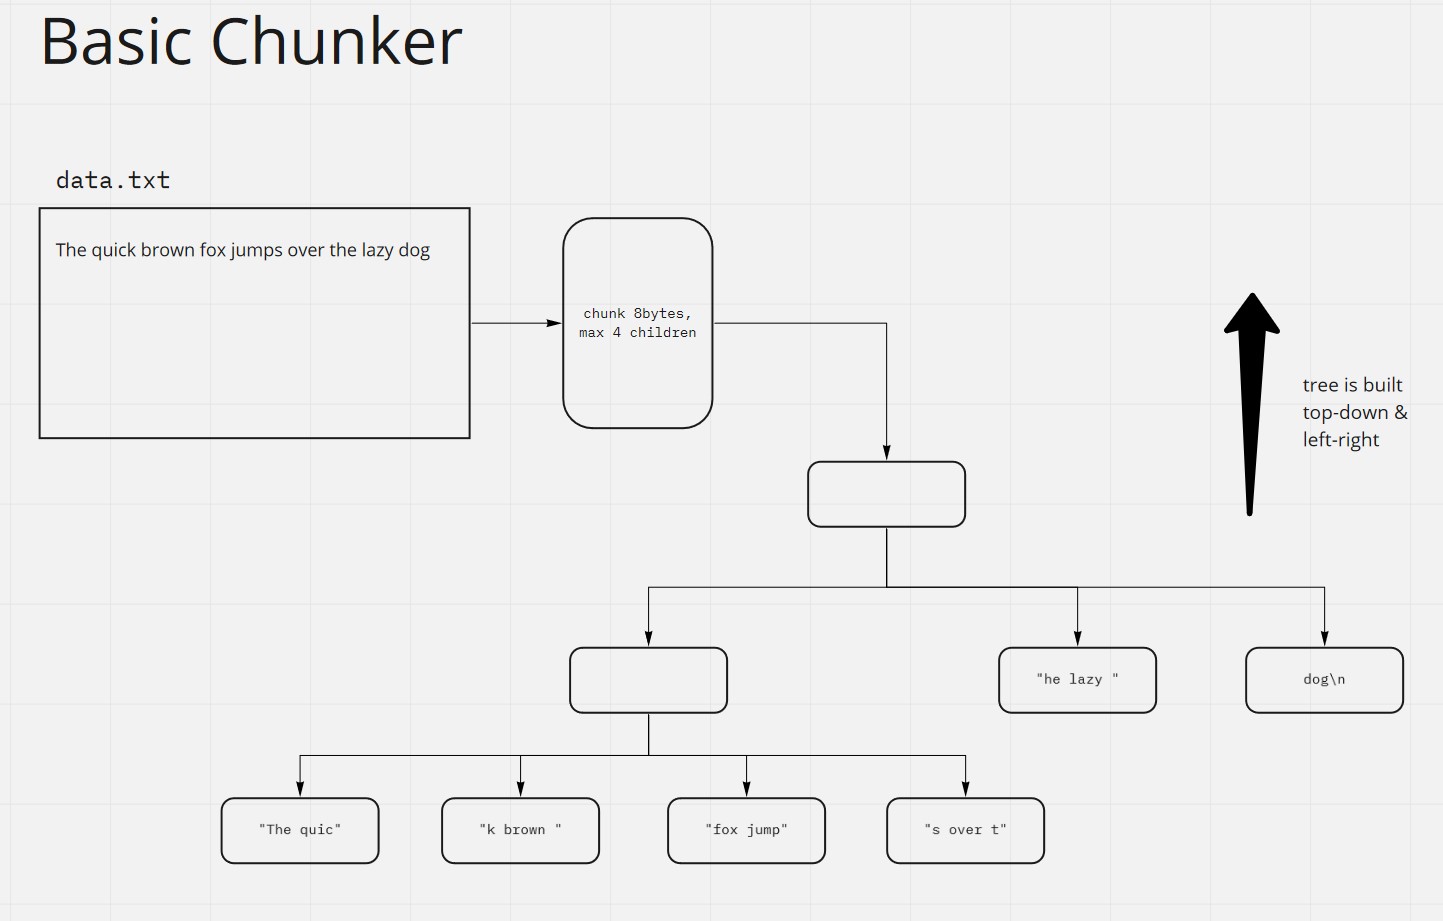 Basic Chunker
data.txt
The quick brown fox jumps over the lazy dog
chunk 8bytes,
max 4 children
tree is built
top-down &
left-right
"he lazy "
dog\n
"The quic"
"k brown "
"fox jump"
"s over t"